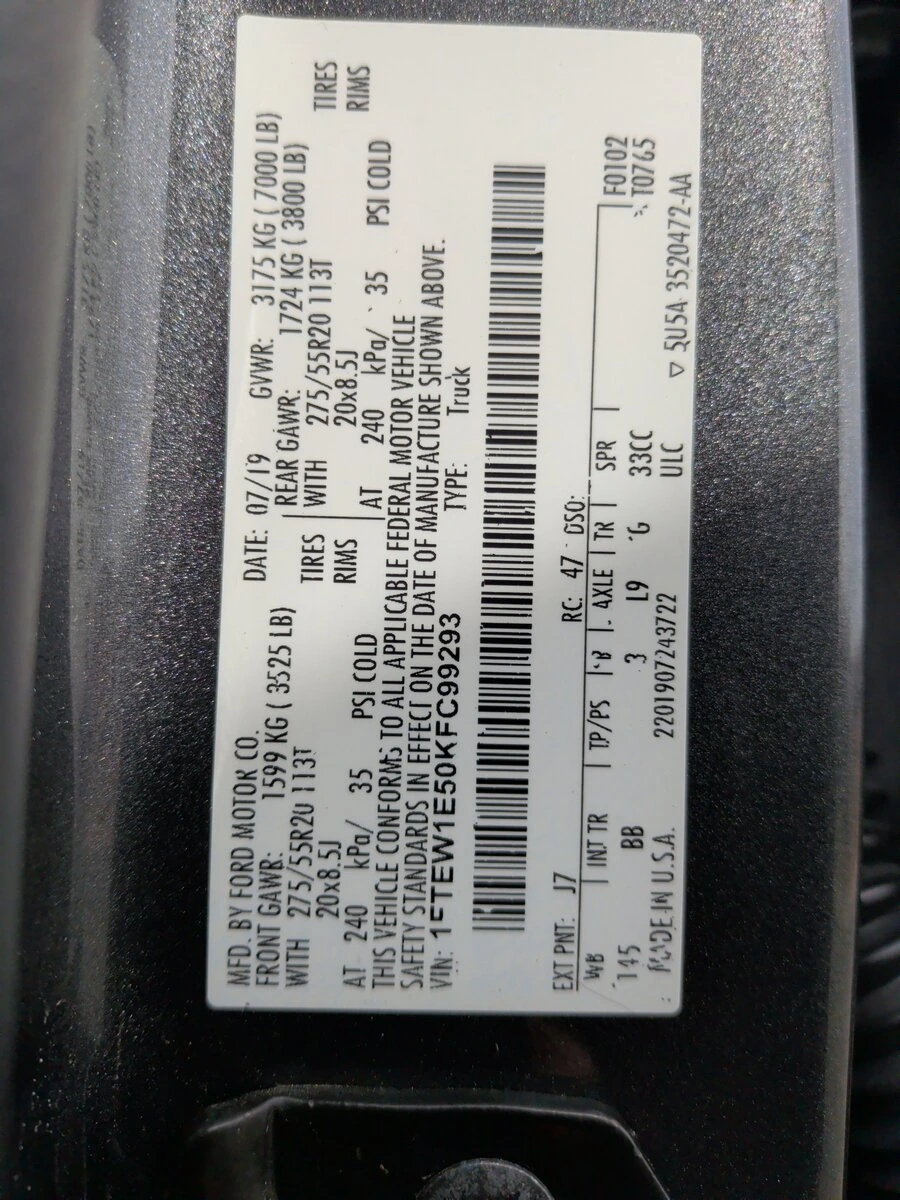 MFD. BY FORD MOTOR CO.
DATE: 07/19 GVWR: 3175 KG ( 7000 LB)
FRONT GAWR: 1599 KG ( 3525 LB)
REAR GAWR: 1724 KG ( 3800 LB)
WITH 275/55R20 113T TIRES
WITH 275/55R20 113T TIRES
20x8.5J RIMS
20x8.5J RIMS
AT 240 kPa/ 35 PSI COLD
AT 240 kPa/ 35 PSI COLD
THIS VEHICLE CONFORMS TO ALL APPLICABLE FEDERAL MOTOR VEHICLE
SAFETY STANDARDS IN EFFECT ON THE DATE OF MANUFACTURE SHOWN ABOVE.
VIN: 1FTEW1E50KFC99293 TYPE: Truck
EXT PNT: J7 RC: 47 DSO:
WB INT TR TP/PS AXLE TR SPR F0102
145 BB 3 L9 G 33CC T0765
MADE IN U.S.A. 2201907243722 ULC ▽ 5U5A-3520472-AA